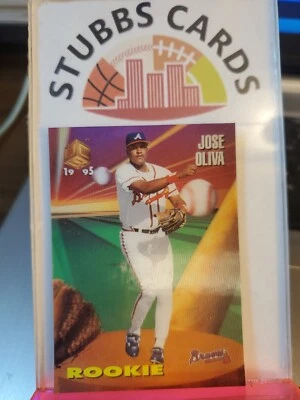 STUBBS CARDS
JOSE
OLIVA
19 95
Braves
ROOKIE